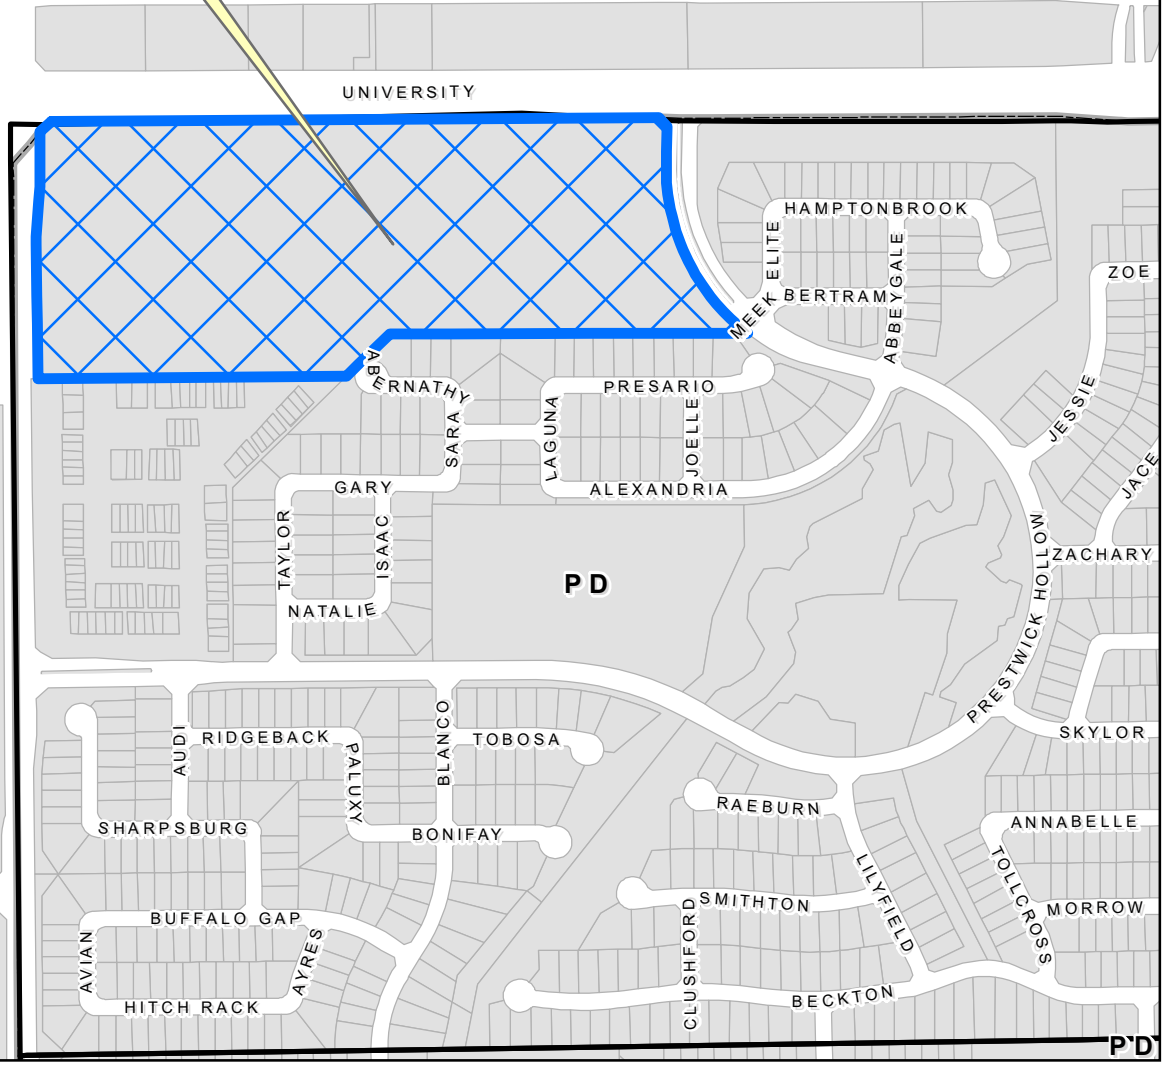 UNIVERSITY
HAMPTONBROOK
ELITE
ABBEYGALE
ZOE
BERTRAM
MEEK
ABERNATHY
PRESARIO
SARA
LAGUNA
JOELLE
JESSIE
JACE
GARY
ALEXANDRIA
TAYLOR
ISAAC
PRESTWICK HOLLOW
ZACHARY
PD
NATALIE
AUDI
RIDGEBACK
PALUXY
BLANCO
TOBOSA
SKYLOR
RAEBURN
SHARPSBURG
BONIFAY
ANNABELLE
LILYFIELD
TOLLCROSS
SMITHTON
MORROW
BUFFALO GAP
AVIAN
AYRES
CLUSHFORD
HITCH RACK
BECKTON
PD